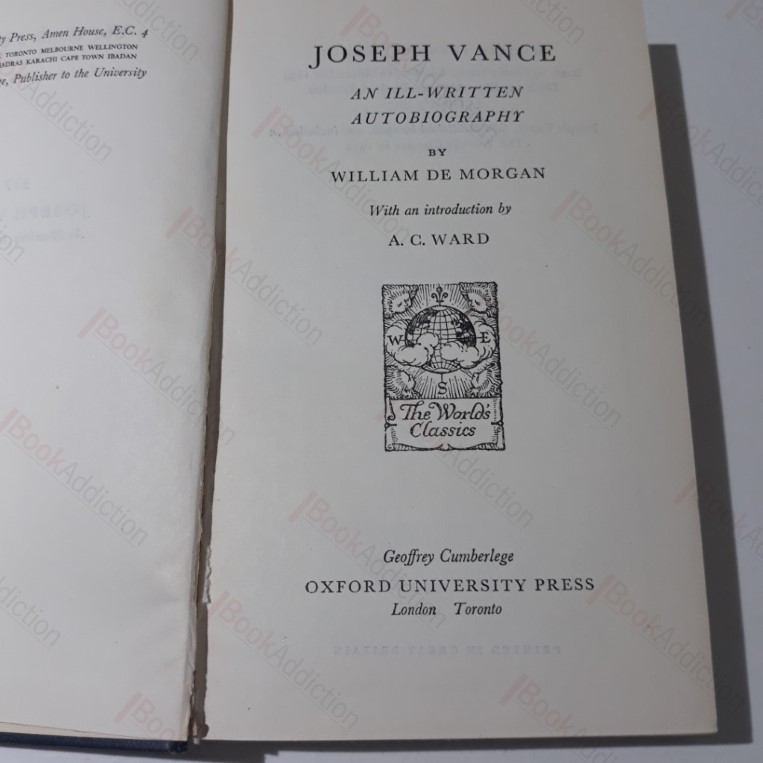 y Press, Amen House, E.C. 4
TORONTO MELBOURNE WELLINGTON
ADRAS KARACHI CAPE TOWN IBADAN
e, Publisher to the University
JOSEPH VANCE
AN ILL-WRITTEN
AUTOBIOGRAPHY
BY
WILLIAM DE MORGAN
With an introduction by
A. C. WARD
W E
S
The World's
Classics
Geoffrey Cumberlege
OXFORD UNIVERSITY PRESS
London Toronto
BookAddiction